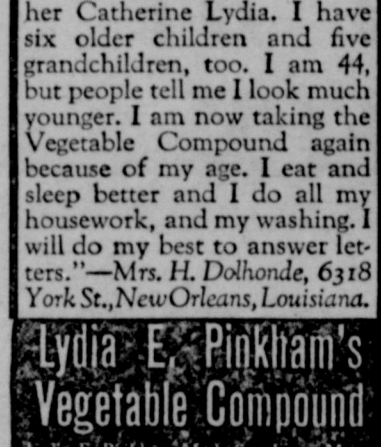 her Catherine Lydia. I have
six older children and five
grandchildren, too. I am 44,
but people tell me I look much
younger. I am now taking the
Vegetable Compound again
because of my age. I eat and
sleep better and I do all my
housework, and my washing. I
will do my best to answer let-
ters."—Mrs. H. Dolhonde, 6318
York St., New Orleans, Louisiana.
Lydia E. Pinkham's
Vegetable Compound